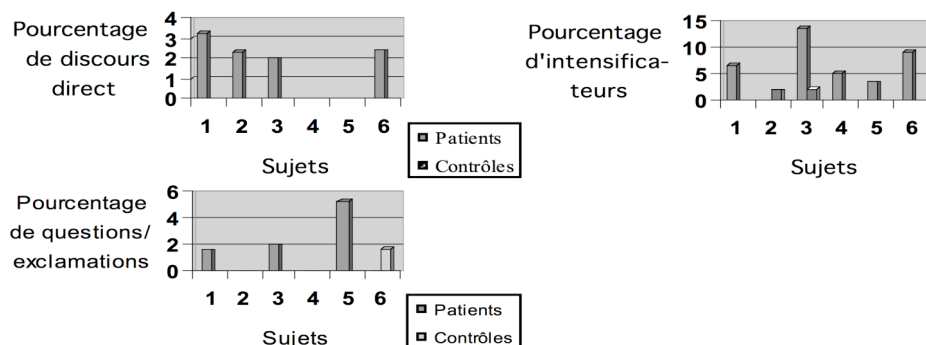 Pourcentage
de discours
direct
4
3
2
1
0
1 2 3 4 5 6
Sujets
Patients
Contrôles
Pourcentage
d'intensifica-
teurs
15
10
5
0
1 2 3 4 5 6
Sujets
Pourcentage
de questions/
exclamations
6
4
2
0
1 2 3 4 5 6
Sujets
Patients
Contrôles